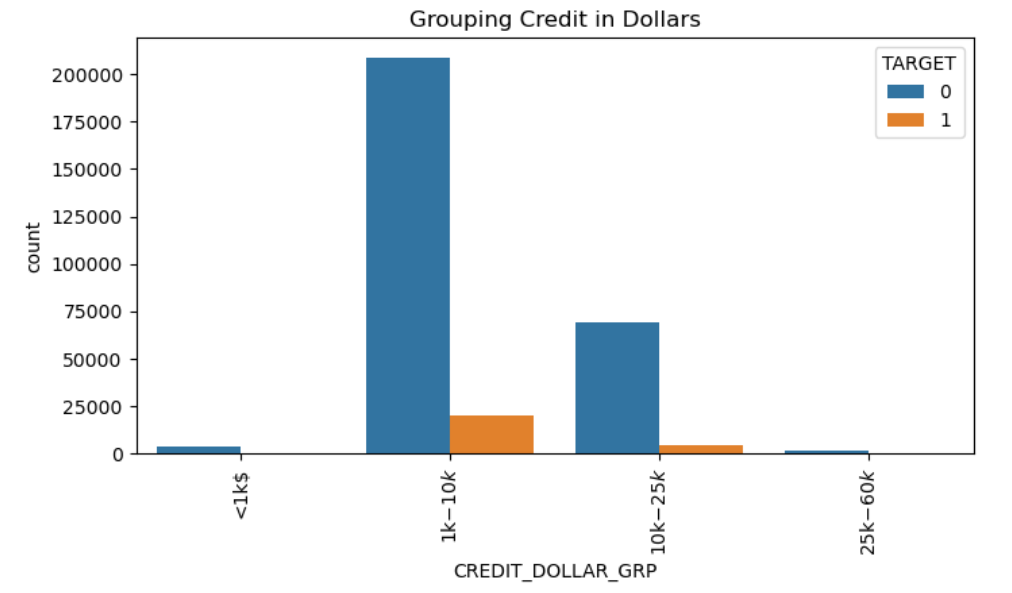 Grouping Credit in Dollars
TARGET
0
1
200000
175000
150000
125000
100000
75000
50000
25000
0
count
<1k$
1k−10k
10k−25k
25k−60k
CREDIT_DOLLAR_GRP